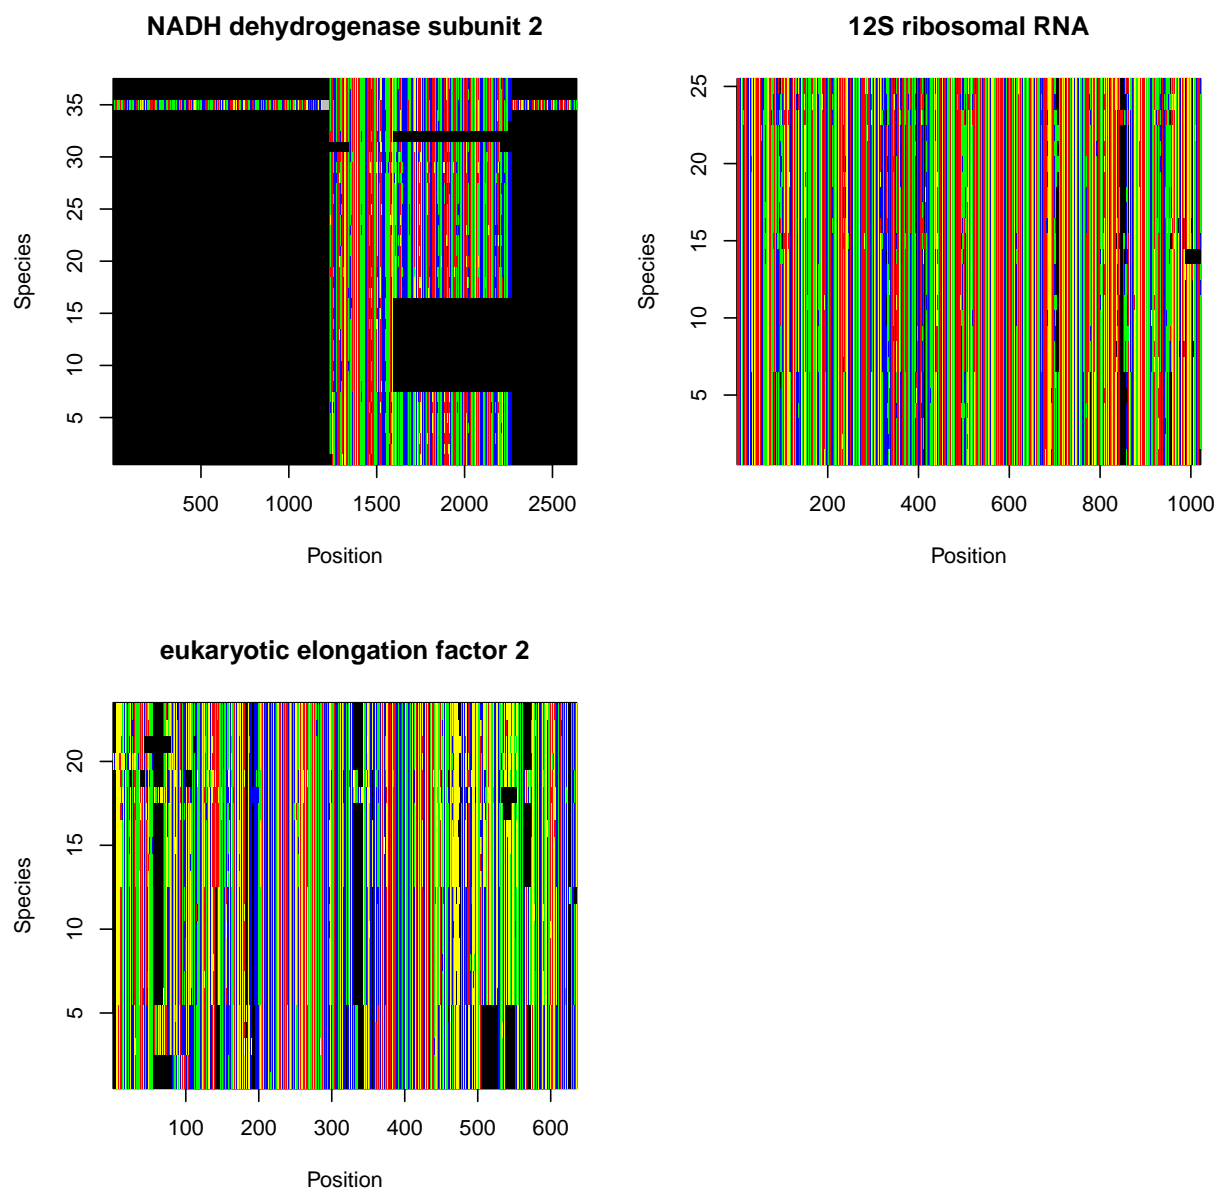 NADH dehydrogenase subunit 2
Species
35
30
25
20
15
10
5
500 1000 1500 2000 2500
Position
12S ribosomal RNA
Species
25
20
15
10
5
200 400 600 800 1000
Position
eukaryotic elongation factor 2
Species
20
15
10
5
100 200 300 400 500 600
Position